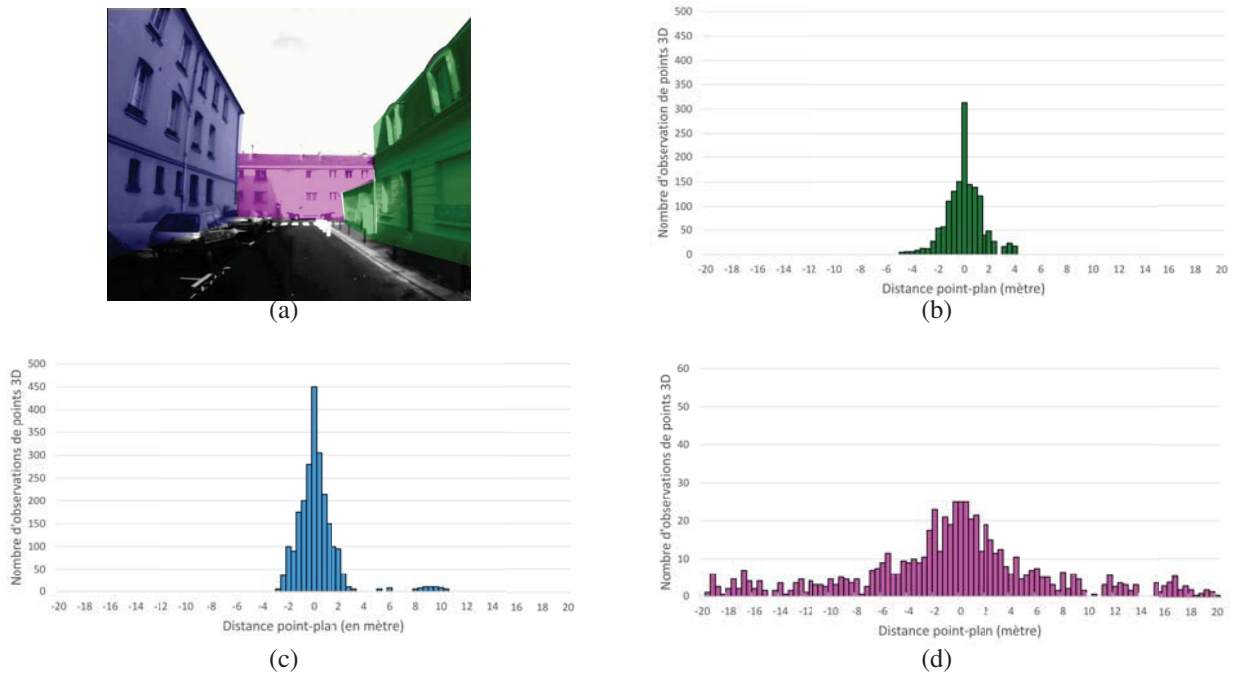 (a)
Nombre d'observation de points 3D
500
450
400
350
300
250
200
150
100
50
0
-20 -18 -16 -14 -12 -10 -8 -6 -4 -2 0 2 4 6 8 10 12 14 16 18 20
Distance point-plan (mètre)
(b)
Nombre d'observations de points 3D
500
450
400
350
300
250
200
150
100
50
0
-20 -18 -16 -14 -12 -10 -8 -6 -4 -2 0 2 4 6 8 10 12 14 16 18 20
Distance point-plan (en mètre)
(c)
Nombre d'observations de points 3D
60
50
40
30
20
10
0
-20 -18 -16 -14 -12 -10 -8 -6 -4 -2 0 2 4 6 8 10 12 14 16 18 20
Distance point-plan (mètre)
(d)